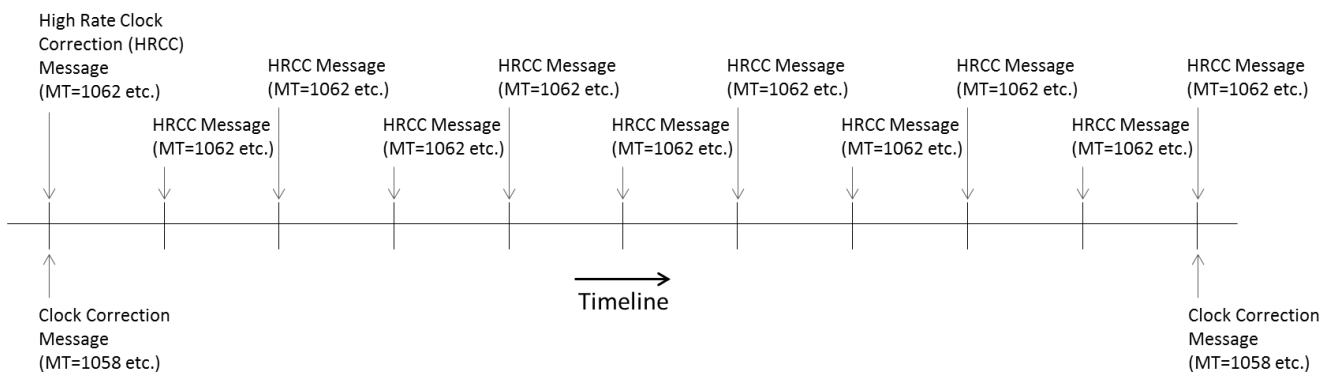 High Rate Clock
Correction (HRCC)
Message
(MT=1062 etc.)
HRCC Message
(MT=1062 etc.)
HRCC Message
(MT=1062 etc.)
HRCC Message
(MT=1062 etc.)
HRCC Message
(MT=1062 etc.)
HRCC Message
(MT=1062 etc.)
HRCC Message
(MT=1062 etc.)
HRCC Message
(MT=1062 etc.)
HRCC Message
(MT=1062 etc.)
HRCC Message
(MT=1062 etc.)
HRCC Message
(MT=1062 etc.)
Timeline
Clock Correction
Message
(MT=1058 etc.)
Clock Correction
Message
(MT=1058 etc.)